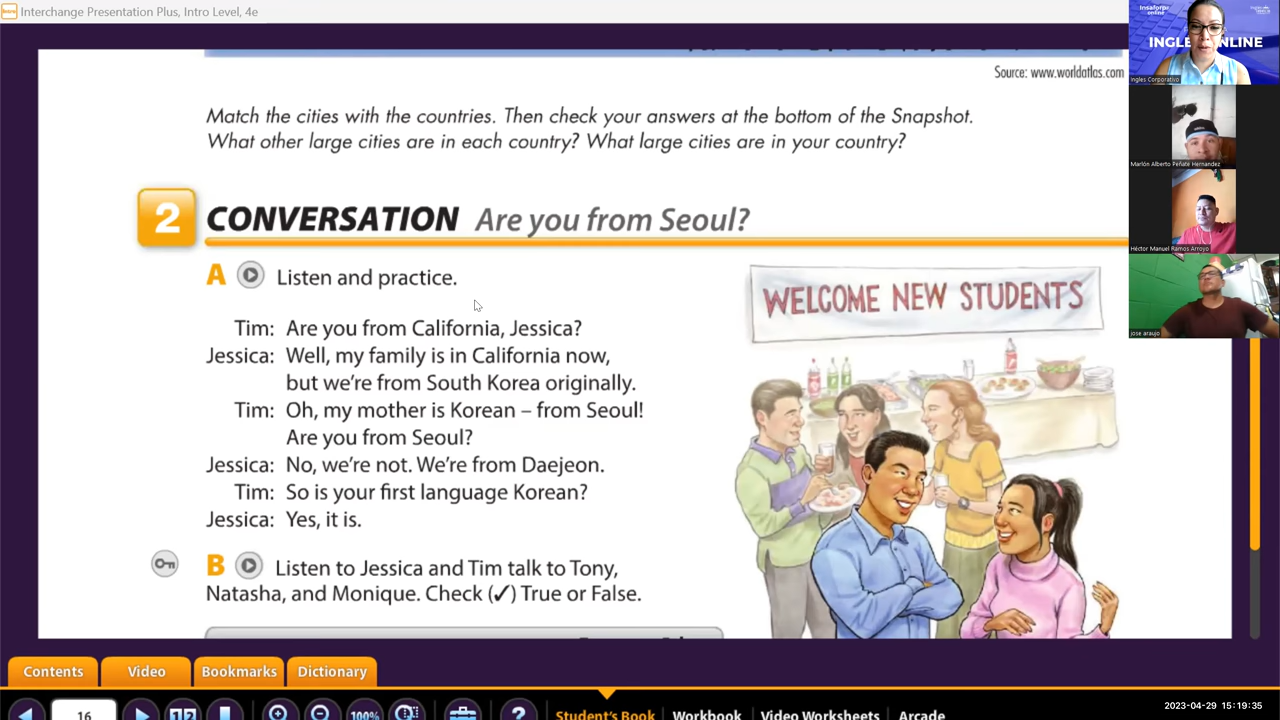 Interchange Presentation Plus, Intro Level, 4e
Source: www.worldatlas.com
Match the cities with the countries. Then check your answers at the bottom of the Snapshot.
What other large cities are in each country? What large cities are in your country?
2 CONVERSATION Are you from Seoul?
A Listen and practice.
Tim: Are you from California, Jessica?
Jessica: Well, my family is in California now,
but we're from South Korea originally.
Tim: Oh, my mother is Korean – from Seoul!
Are you from Seoul?
Jessica: No, we're not. We're from Daejeon.
Tim: So is your first language Korean?
Jessica: Yes, it is.
B Listen to Jessica and Tim talk to Tony,
Natasha, and Monique. Check (✓) True or False.
WELCOME NEW STUDENTS
Insaforp online
INGLE ONLINE
Ingles Corporativo
Marlón Alberto Peñate Hernandez
Héctor Manuel Ramos Arroyo
jose araujo
Contents Video Bookmarks Dictionary
16 1 2 100% ?
Student's Book Workbook Video Worksheets Arcade
2023-04-29 15:19:35